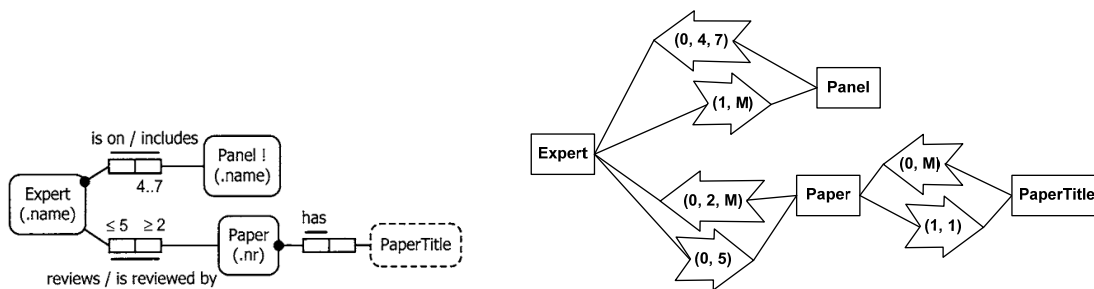 is on / includes
Panel !
(.name)
4..7
Expert
(.name)
≤ 5 ≥ 2
has
Paper
(.nr)
PaperTitle
reviews / is reviewed by
(0, 4, 7)
Panel
(1, M)
Expert
(0, M)
(0, 2, M)
Paper
PaperTitle
(1, 1)
(0, 5)